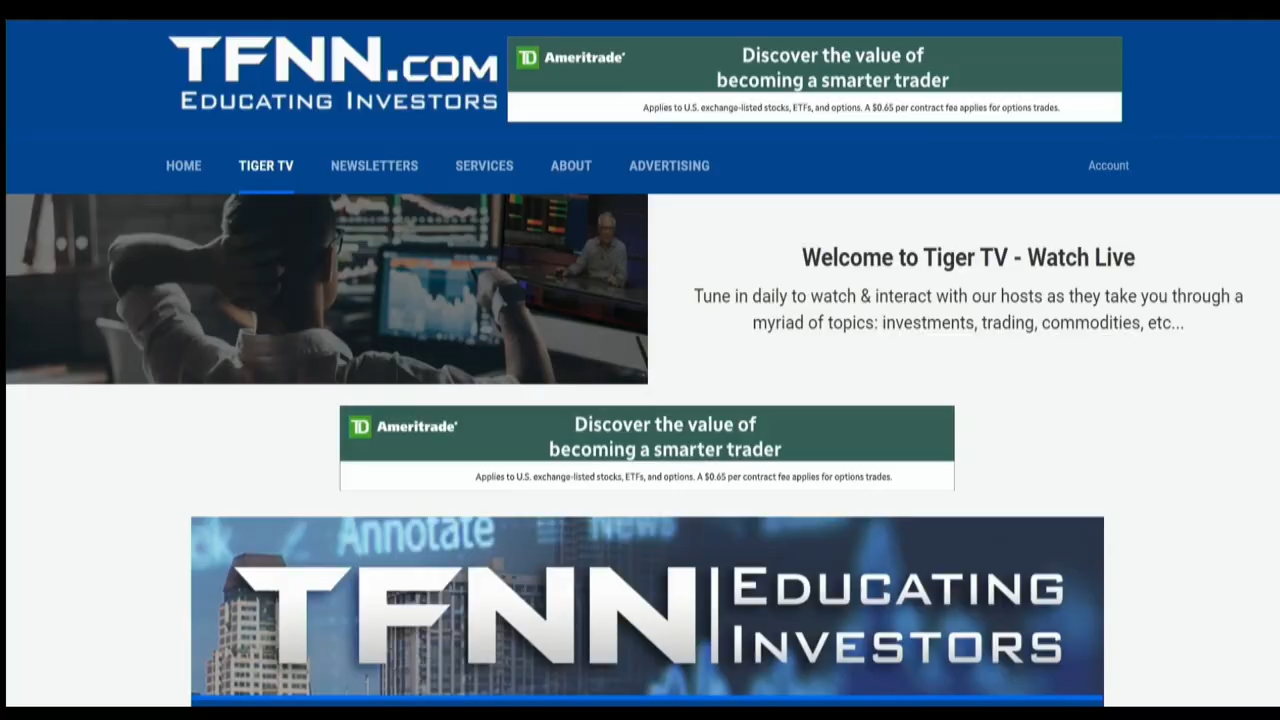 TFNN.COM
EDUCATING INVESTORS
TD Ameritrade
Discover the value of
becoming a smarter trader
Applies to U.S. exchange-listed stocks, ETFs, and options. A $0.65 per contract fee applies for options trades.
HOME
TIGER TV
NEWSLETTERS
SERVICES
ABOUT
ADVERTISING
Account
Welcome to Tiger TV - Watch Live
Tune in daily to watch & interact with our hosts as they take you through a
myriad of topics: investments, trading, commodities, etc...
TD Ameritrade
Discover the value of
becoming a smarter trader
Applies to U.S. exchange-listed stocks, ETFs, and options. A $0.65 per contract fee applies for options trades.
Annotate
News
TFNN
EDUCATING
INVESTORS